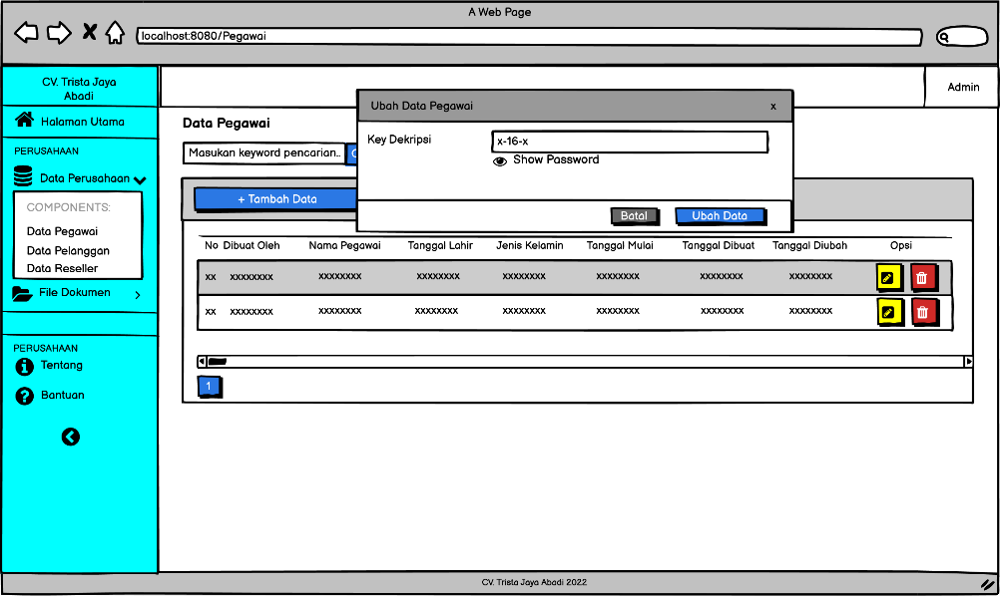 A Web Page
localhost:8080/Pegawai
CV. Trista Jaya
Abadi
Admin
Halaman Utama
PERUSAHAAN
Data Perusahaan
COMPONENTS:
Data Pegawai
Data Pelanggan
Data Reseller
File Dokumen
PERUSAHAAN
Tentang
Bantuan
Data Pegawai
Masukan keyword pencarian..
+ Tambah Data
Ubah Data Pegawai x
Key Dekripsi x-16-x
Show Password
Batal Ubah Data
No Dibuat Oleh Nama Pegawai Tanggal Lahir Jenis Kelamin Tanggal Mulai Tanggal Dibuat Tanggal Diubah Opsi
xx xxxxxxxx xxxxxxxx xxxxxxxx xxxxxxxx xxxxxxxx xxxxxxxx xxxxxxxx
xx xxxxxxxx xxxxxxxx xxxxxxxx xxxxxxxx xxxxxxxx xxxxxxxx xxxxxxxx
1
CV. Trista Jaya Abadi 2022